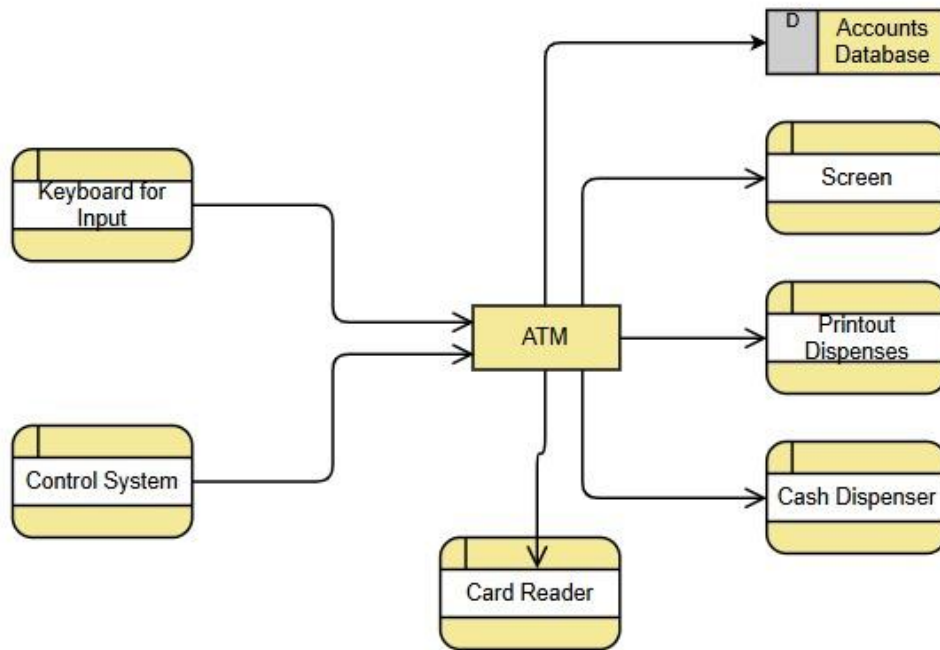 D
Accounts
Database
Keyboard for
Input
Screen
ATM
Printout
Dispenses
Control System
Cash Dispenser
Card Reader